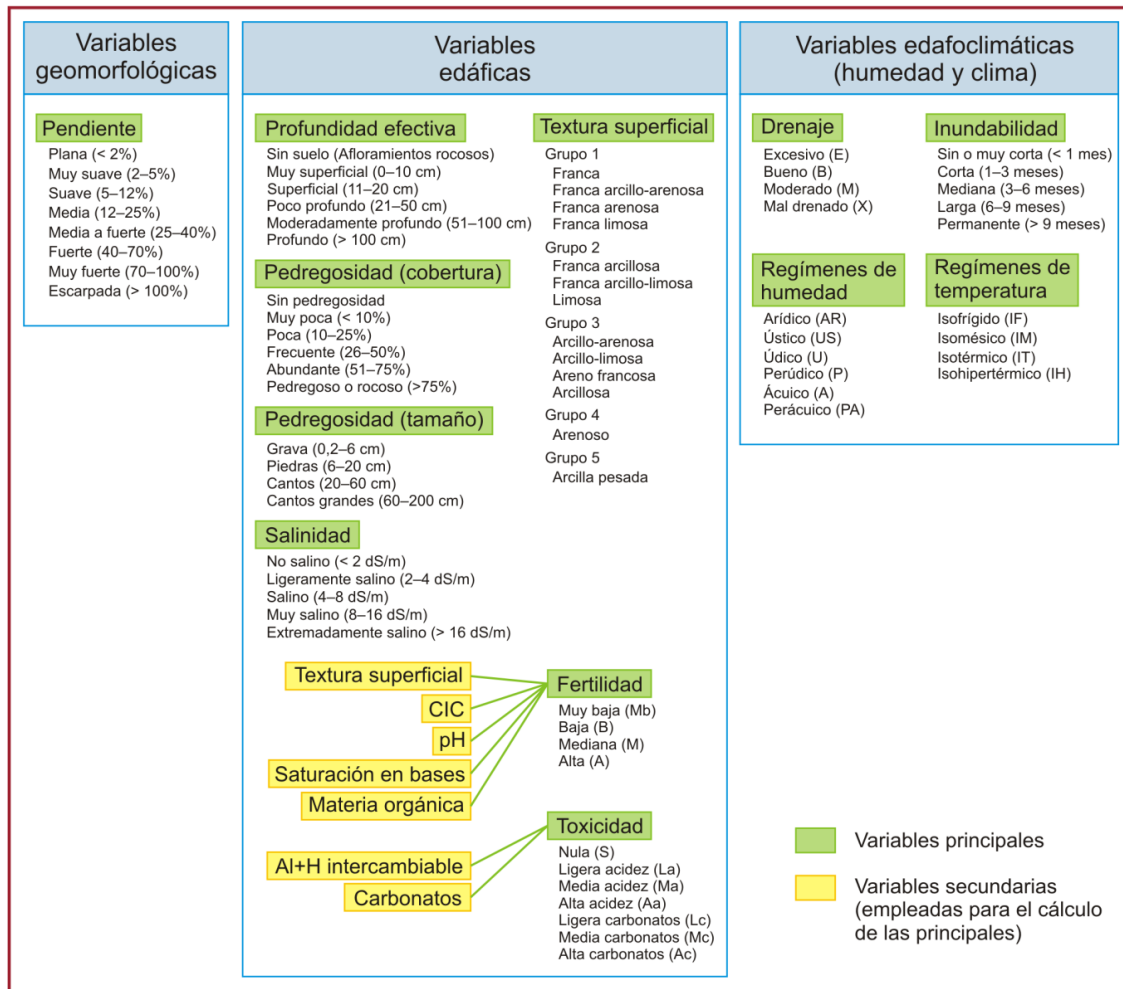 Variables
geomorfológicas
Pendiente
Plana (< 2%)
Muy suave (2–5%)
Suave (5–12%)
Media (12–25%)
Media a fuerte (25–40%)
Fuerte (40–70%)
Muy fuerte (70–100%)
Escarpada (> 100%)
Variables
edáficas
Profundidad efectiva
Sin suelo (Afloramientos rocosos)
Muy superficial (0–10 cm)
Superficial (11–20 cm)
Poco profundo (21–50 cm)
Moderadamente profundo (51–100 cm)
Profundo (> 100 cm)
Pedregosidad (cobertura)
Sin pedregosidad
Muy poca (< 10%)
Poca (10–25%)
Frecuente (26–50%)
Abundante (51–75%)
Pedregoso o rocoso (>75%)
Pedregosidad (tamaño)
Grava (0,2–6 cm)
Piedras (6–20 cm)
Cantos (20–60 cm)
Cantos grandes (60–200 cm)
Salinidad
No salino (< 2 dS/m)
Ligeramente salino (2–4 dS/m)
Salino (4–8 dS/m)
Muy salino (8–16 dS/m)
Extremadamente salino (> 16 dS/m)
Textura superficial
Grupo 1
Franca
Franca arcillo-arenosa
Franca arenosa
Franca limosa
Grupo 2
Franca arcillosa
Franca arcillo-limosa
Limosa
Grupo 3
Arcillo-arenosa
Arcillo-limosa
Areno francosa
Arcillosa
Grupo 4
Arenoso
Grupo 5
Arcilla pesada
Textura superficial
CIC
pH
Saturación en bases
Materia orgánica
Fertilidad
Muy baja (Mb)
Baja (B)
Mediana (M)
Alta (A)
Al+H intercambiable
Carbonatos
Toxicidad
Nula (S)
Ligera acidez (La)
Media acidez (Ma)
Alta acidez (Aa)
Ligera carbonatos (Lc)
Media carbonatos (Mc)
Alta carbonatos (Ac)
Variables edafoclimáticas
(humedad y clima)
Drenaje
Excesivo (E)
Bueno (B)
Moderado (M)
Mal drenado (X)
Inundabilidad
Sin o muy corta (< 1 mes)
Corta (1–3 meses)
Mediana (3–6 meses)
Larga (6–9 meses)
Permanente (> 9 meses)
Regímenes de
humedad
Arídico (AR)
Ústico (US)
Údico (U)
Perúdico (P)
Ácuico (A)
Perácuico (PA)
Regímenes de
temperatura
Isofrígido (IF)
Isomésico (IM)
Isotérmico (IT)
Isohipertérmico (IH)
Variables principales
Variables secundarias
(empleadas para el cálculo
de las principales)